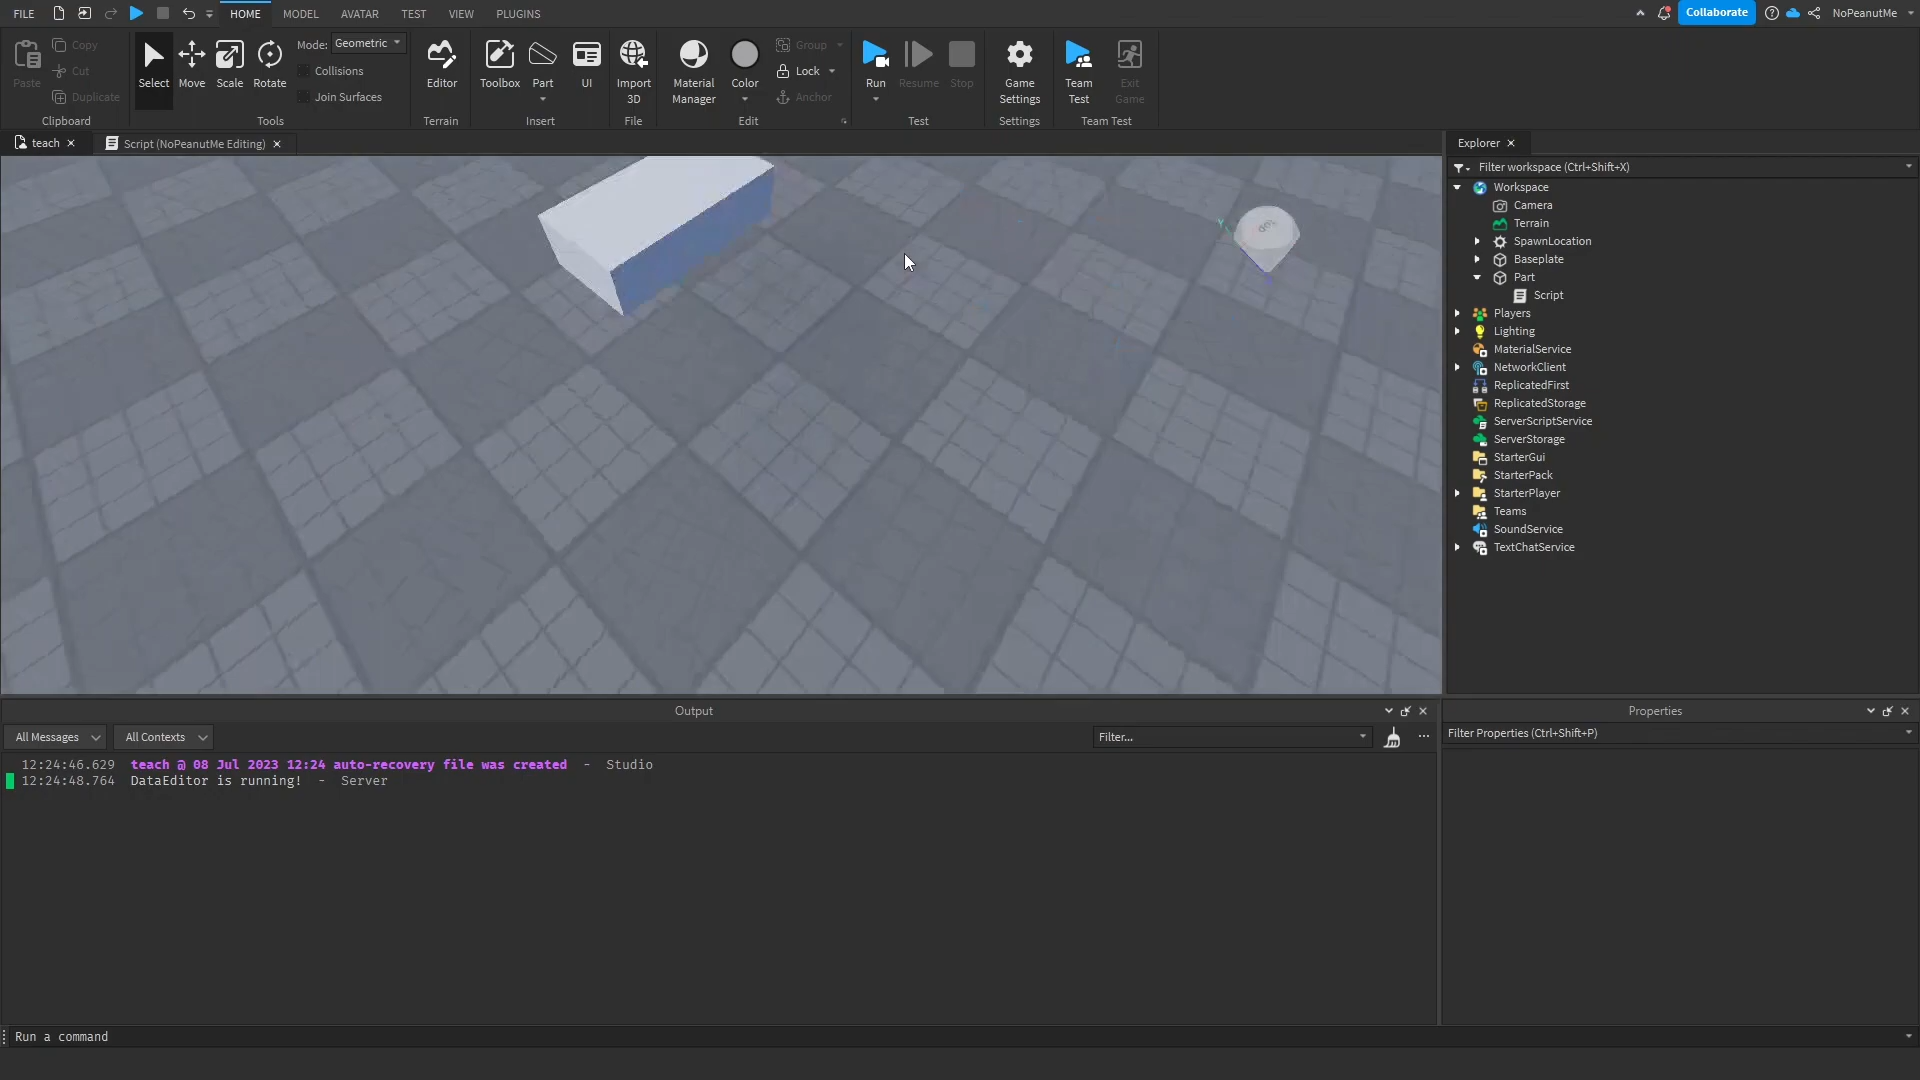 FILE HOME MODEL AVATAR TEST VIEW PLUGINS Collaborate NoPeanutMe
Paste Copy Cut Duplicate
Clipboard
Select Move Scale Rotate Mode: Geometric Collisions Join Surfaces
Tools
Editor
Terrain
Toolbox Part UI
Insert
Import 3D
File
Material Manager Color Group Lock Anchor
Edit
Run Resume Stop
Test
Game Settings
Settings
Team Test Exit Game
Team Test
teach Script (NoPeanutMe Editing)
Y
Explorer
Filter workspace (Ctrl+Shift+X)
Workspace
Camera
Terrain
SpawnLocation
Baseplate
Part
Script
Players
Lighting
MaterialService
NetworkClient
ReplicatedFirst
ReplicatedStorage
ServerScriptService
ServerStorage
StarterGui
StarterPack
StarterPlayer
Teams
SoundService
TextChatService
Output
All Messages All Contexts Filter... ...
12:24:46.629 teach @ 08 Jul 2023 12:24 auto-recovery file was created - Studio
12:24:48.764 DataEditor is running! - Server
Properties
Filter Properties (Ctrl+Shift+P)
Run a command